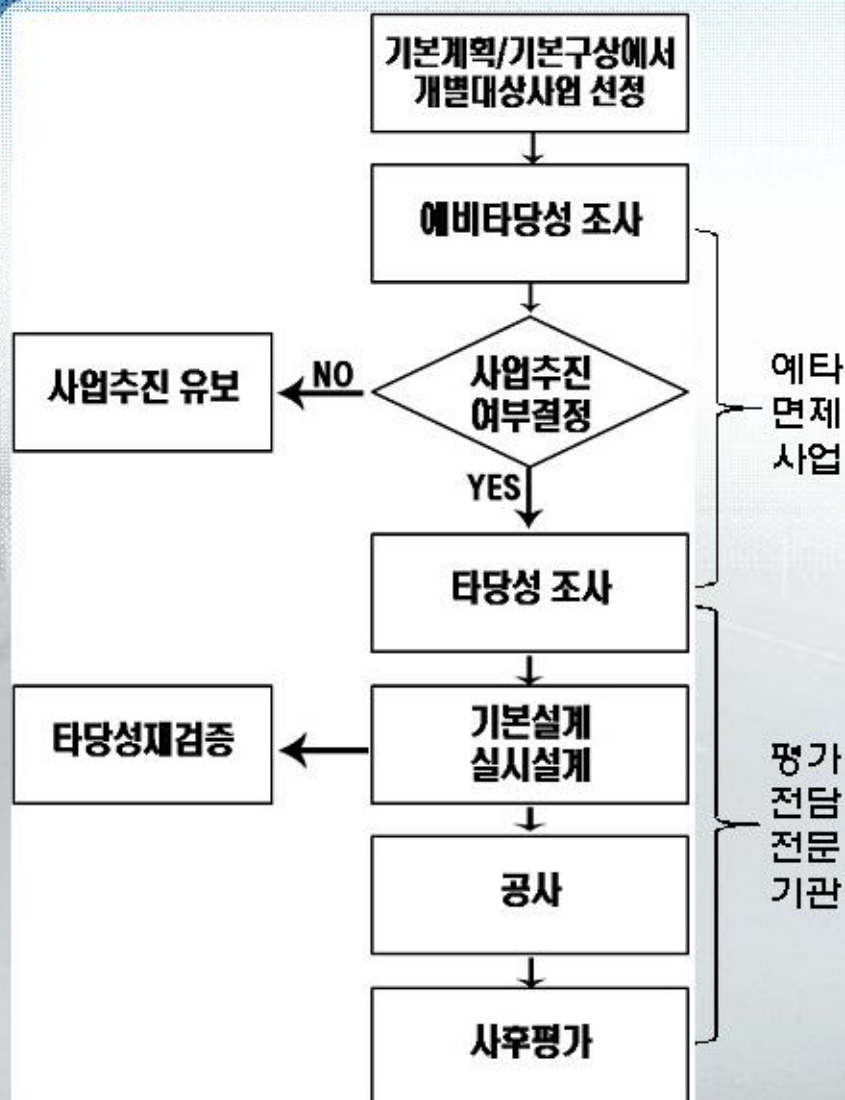 기본계획/기본구상에서
개별대상사업 선정
예비타당성 조사
사업추진
여부결정
NO
사업추진 유보
YES
예타
면제
사업
타당성 조사
기본설계
실시설계
타당성재검증
공사
사후평가
평가
전담
전문
기관